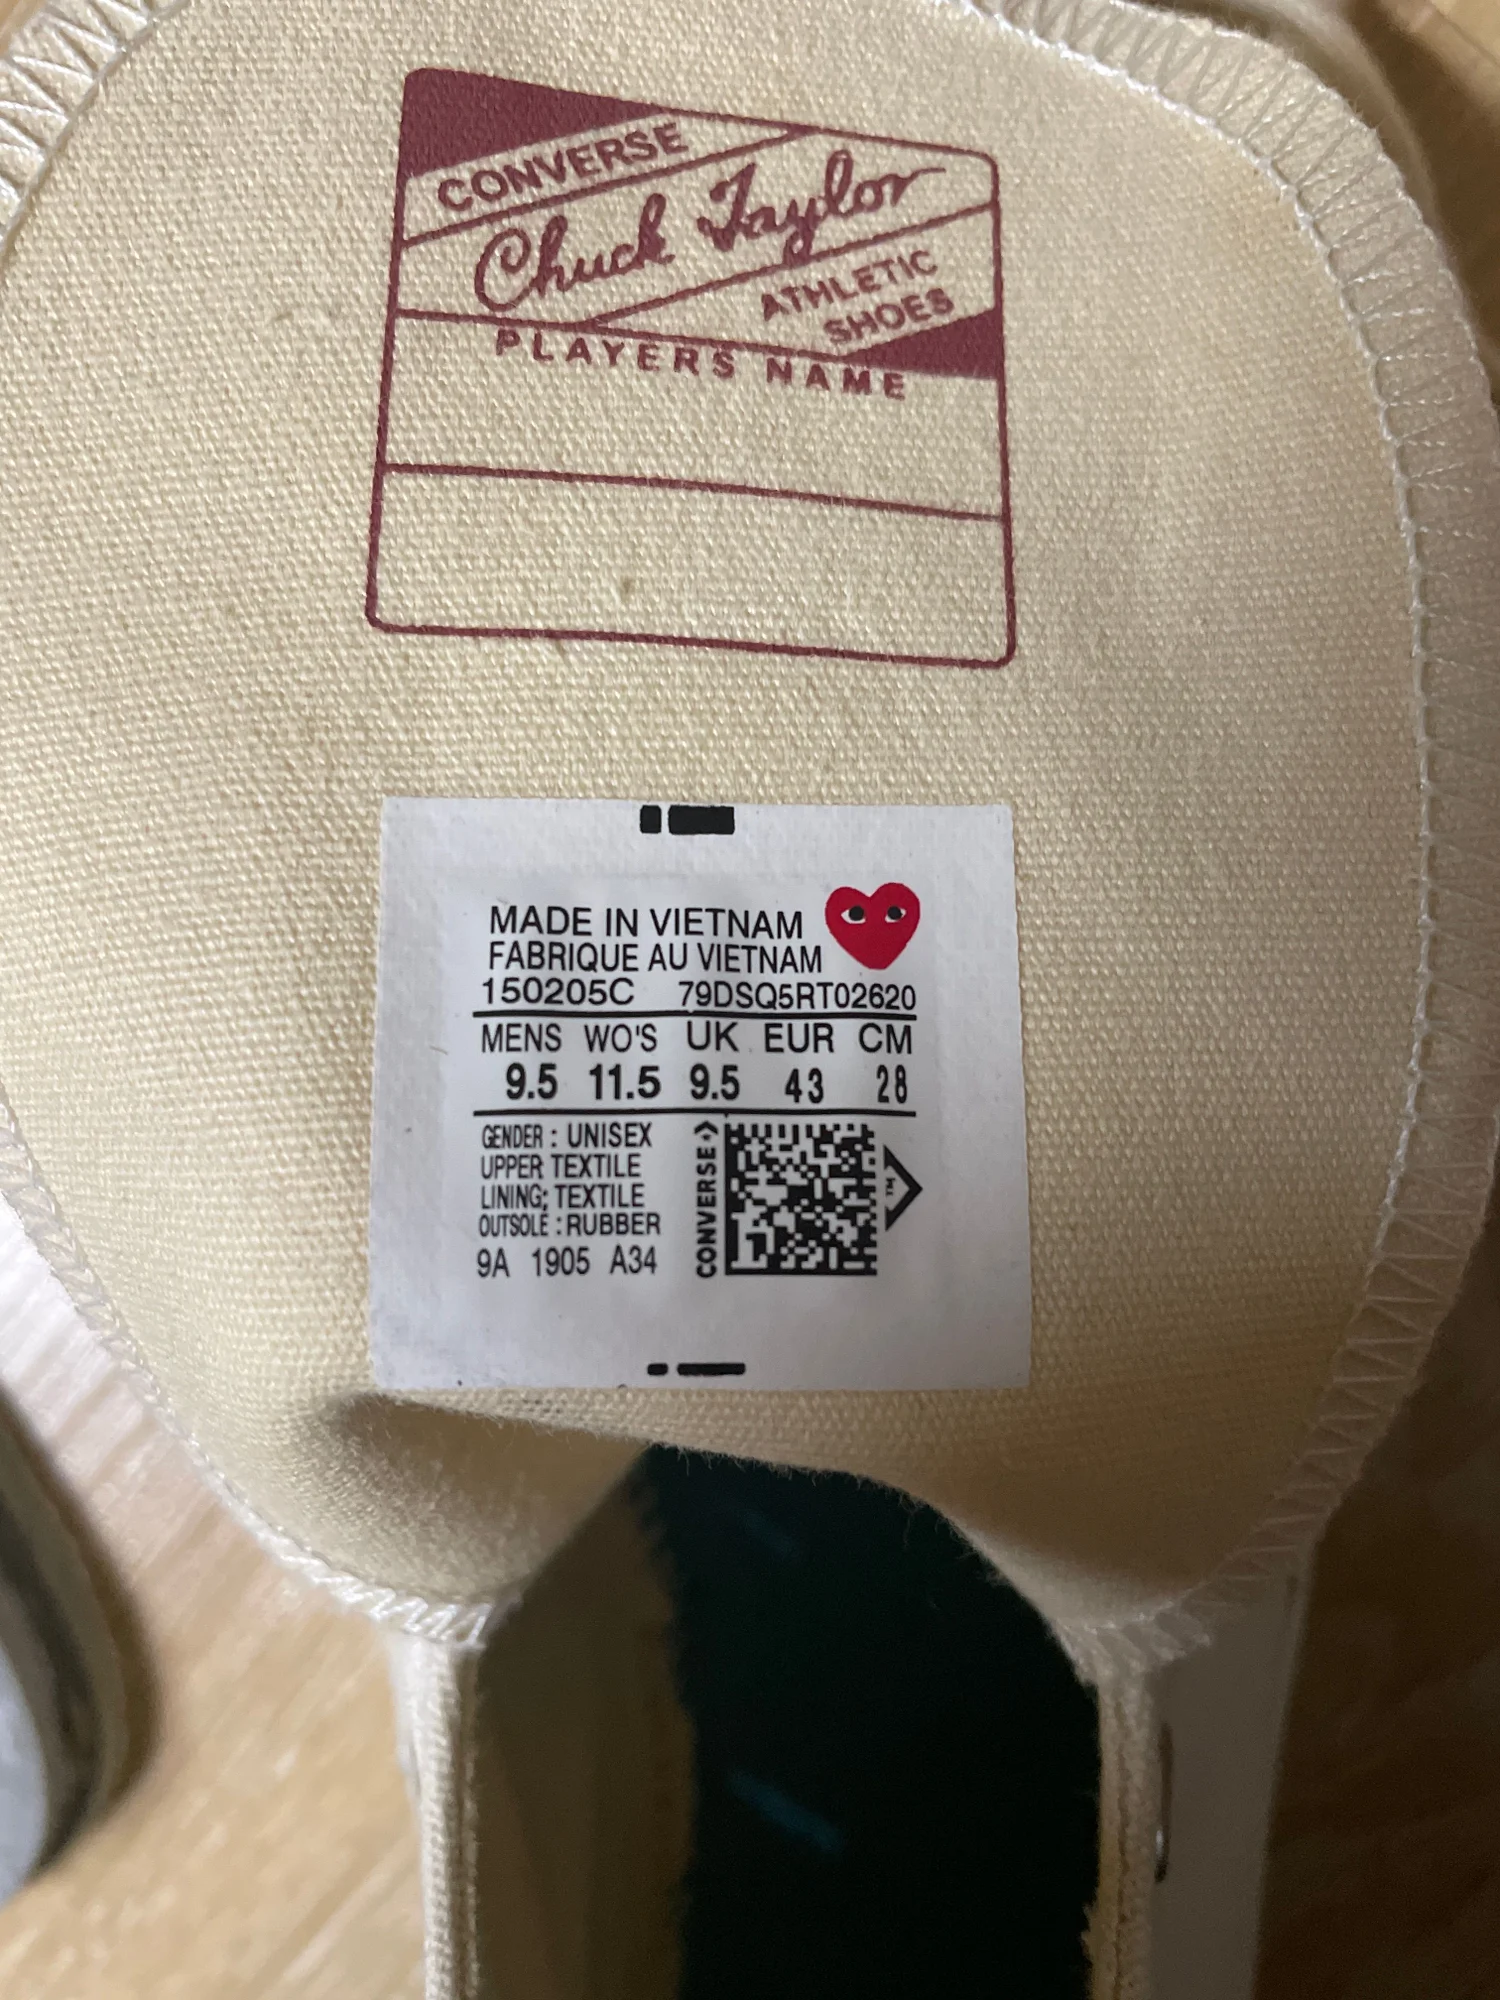 CONVERSE
Chuck Taylor
ATHLETIC
SHOES
PLAYERS NAME
MADE IN VIETNAM
FABRIQUE AU VIETNAM
150205C 79DSQ5RT02620
MENS WO'S UK EUR CM
9.5 11.5 9.5 43 28
GENDER : UNISEX
UPPER TEXTILE
LINING; TEXTILE
OUTSOLE : RUBBER
9A 1905 A34
CONVERSE
TM